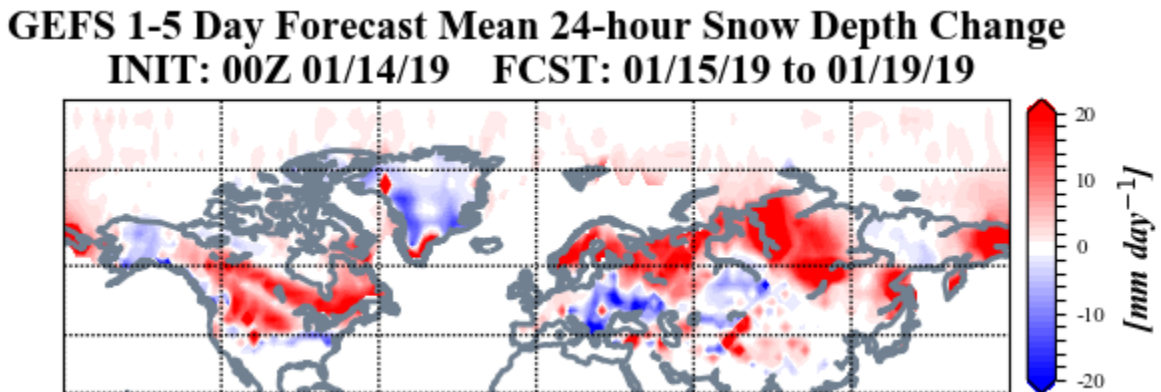 GEFS 1-5 Day Forecast Mean 24-hour Snow Depth Change
INIT: 00Z 01/14/19 FCST: 01/15/19 to 01/19/19
20
10
0
-10
-20
[mm day⁻¹]